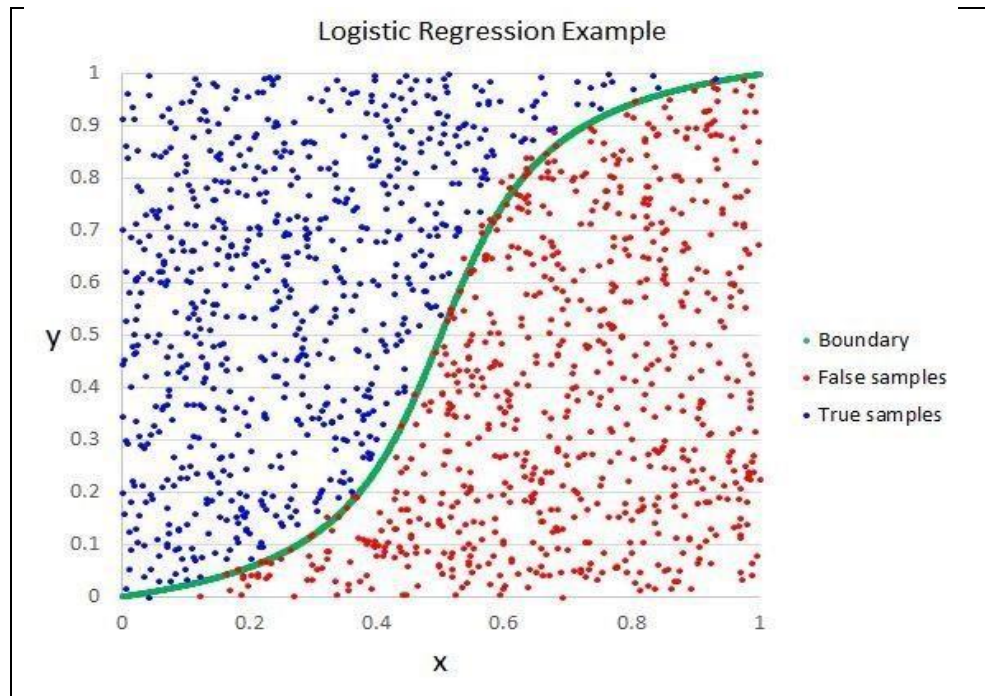 Logistic Regression Example
1
0.9
0.8
0.7
0.6
y 0.5
0.4
0.3
0.2
0.1
0
0 0.2 0.4 0.6 0.8 1
x
Boundary
False samples
True samples